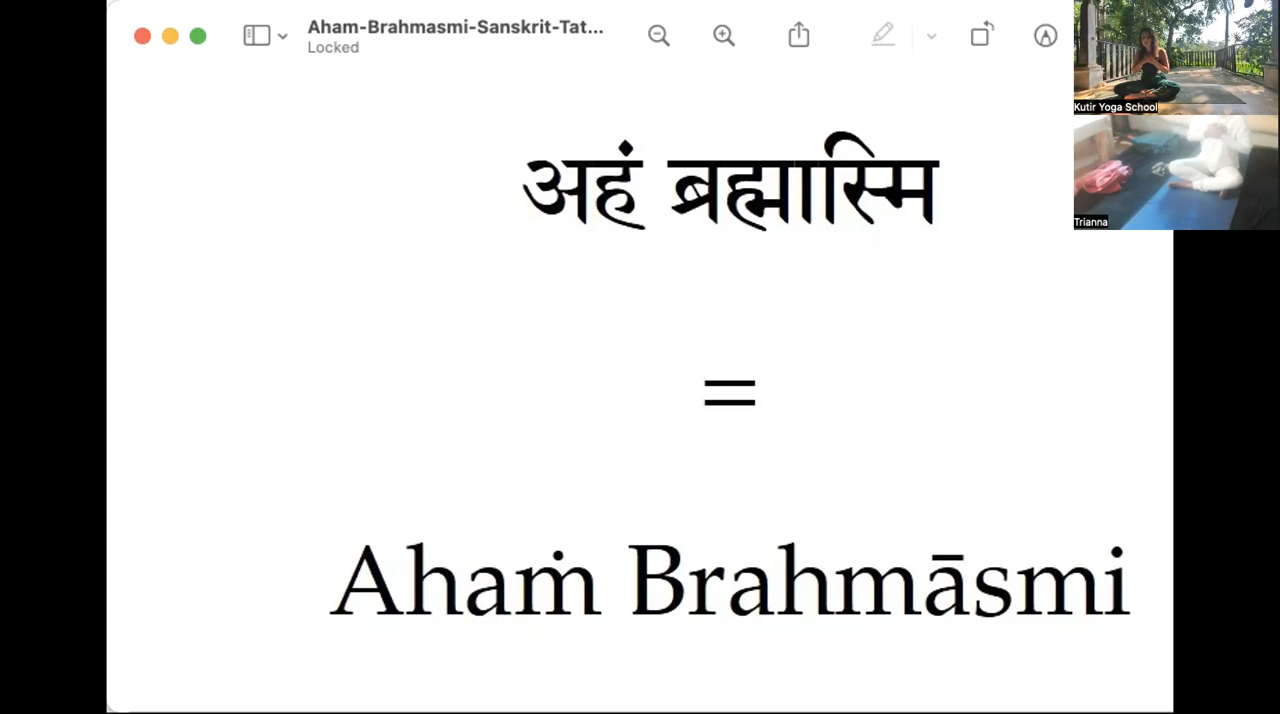 Aham-Brahmasmi-Sanskrit-Tat...
Locked
Kutir Yoga School
Trianna
अहं ब्रह्मास्मि
=
Ahaṁ Brahmāsmi